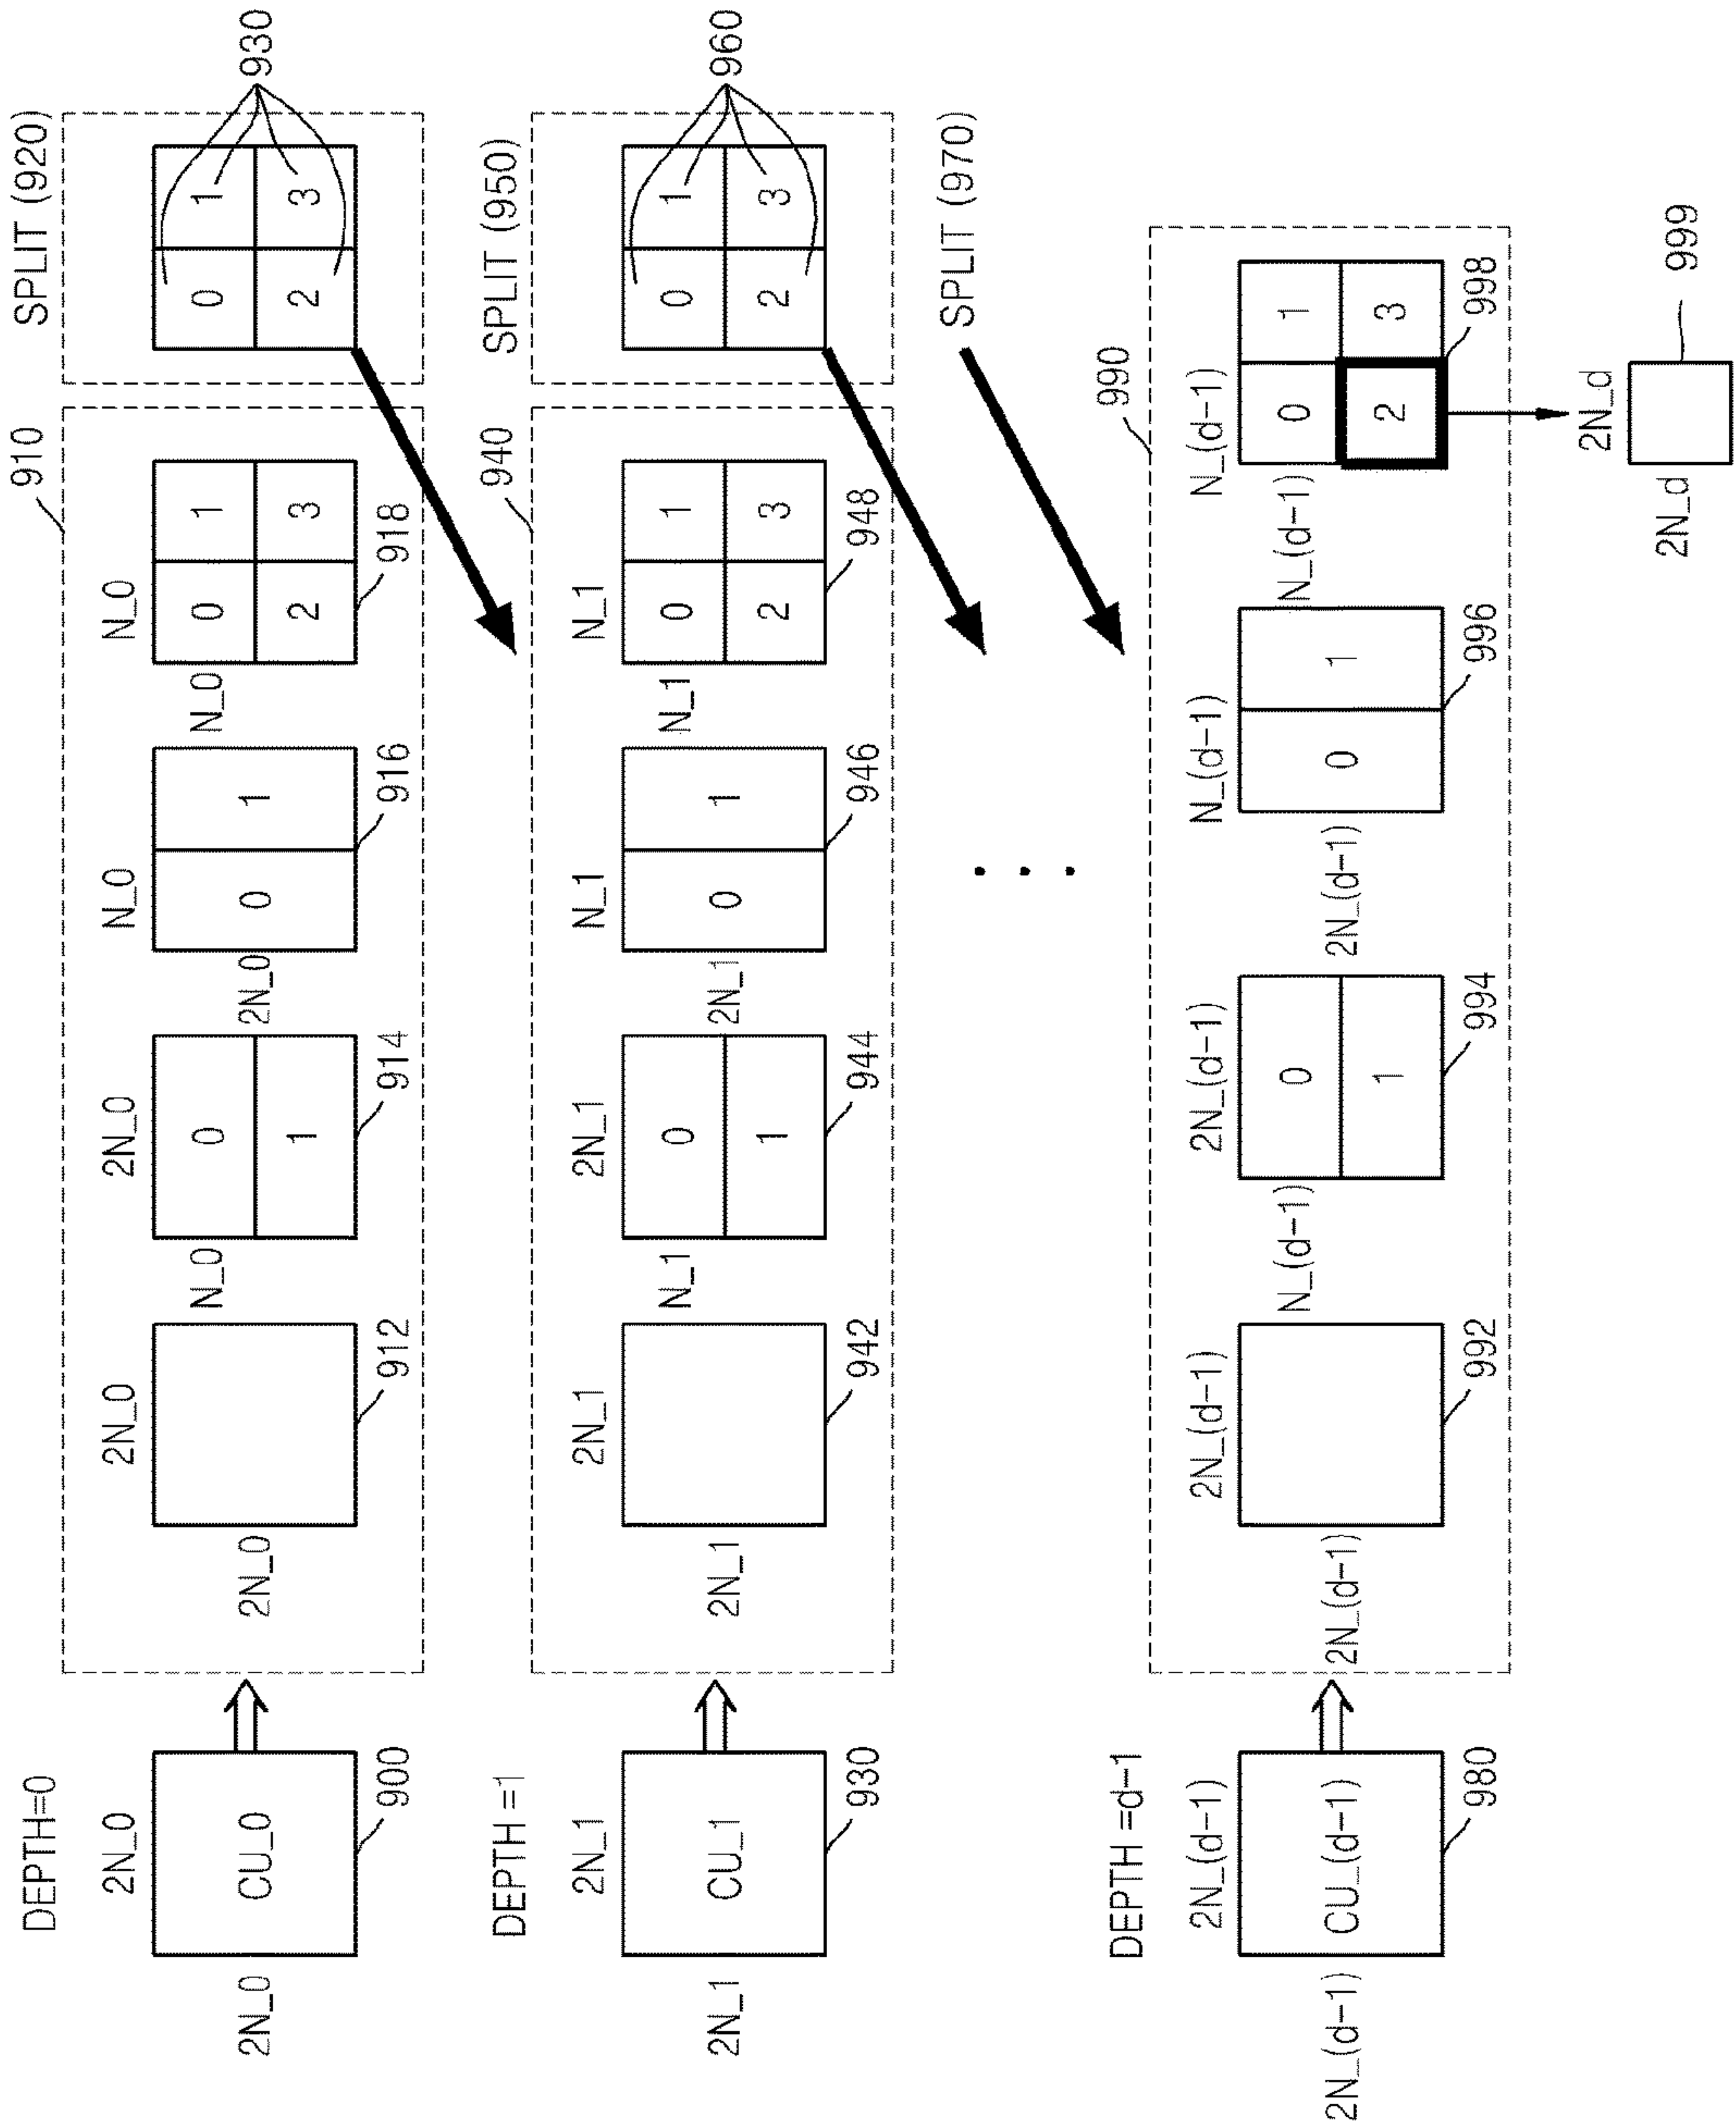 DEPTH=0
2N_0
2N_0
CU_0
900
910
2N_0
2N_0
912
2N_0
N_0
0
1
914
N_0
2N_0
0
1
916
N_0
N_0
0
1
2
3
918
SPLIT (920)
0
1
2
3
930
DEPTH =1
2N_1
2N_1
CU_1
930
940
2N_1
2N_1
942
2N_1
N_1
0
1
944
N_1
2N_1
0
1
946
N_1
N_1
0
1
2
3
948
SPLIT (950)
0
1
2
3
960
SPLIT (970)
. . .
DEPTH =d-1
2N_(d-1)
2N_(d-1)
CU_(d-1)
980
990
2N_(d-1)
2N_(d-1)
992
2N_(d-1)
N_(d-1)
0
1
994
N_(d-1)
2N_(d-1)
0
1
996
N_(d-1)
N_(d-1)
0
1
2
3
998
2N_d
2N_d
999